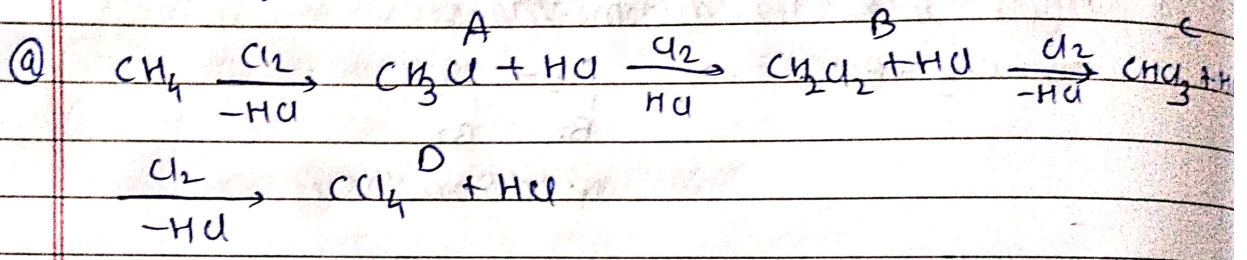 A B C
@ CH4 Cl2 → -HCl CH3Cl + HCl Cl2 → HCl CH2Cl2 + HCl Cl2 → -HCl CHCl3 + H
Cl2 → -HCl CCl4 D + HCl